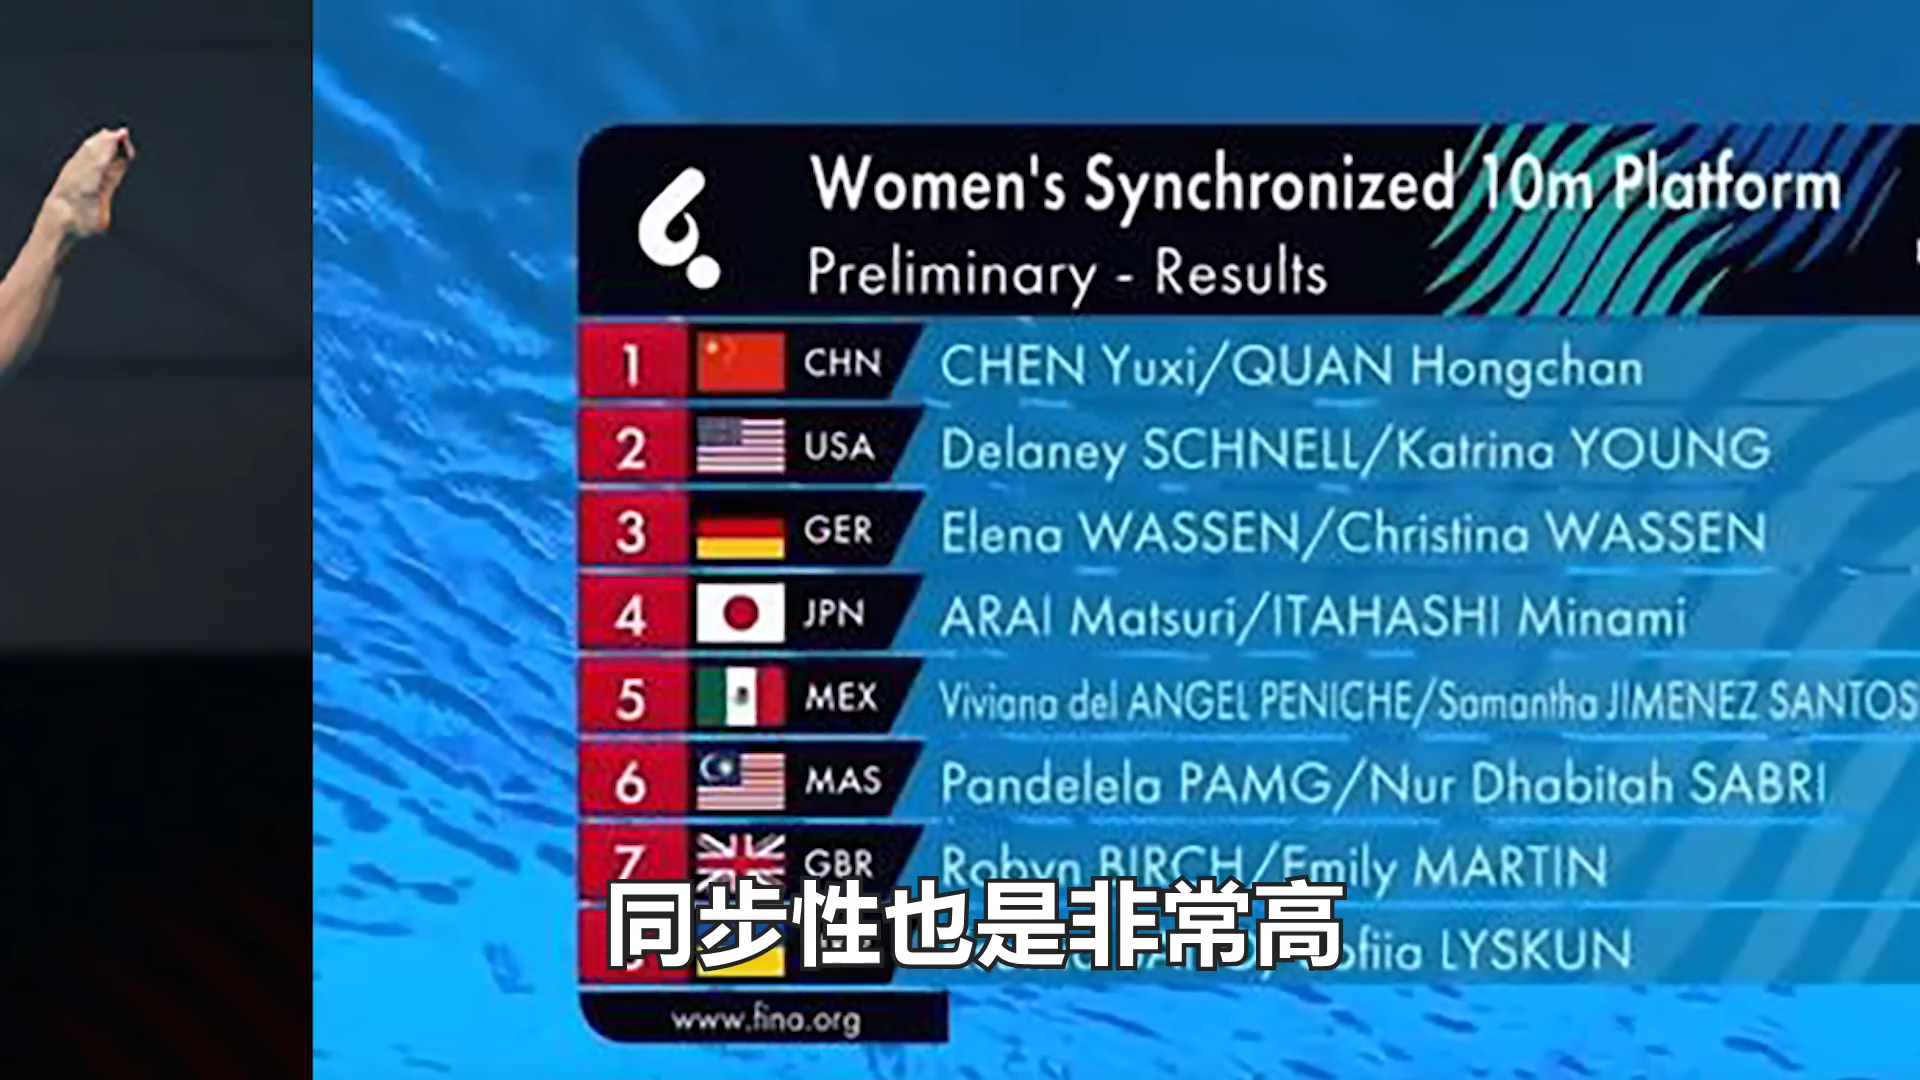 Women's Synchronized 10m Platform
Preliminary - Results
1 CHN CHEN Yuxi/QUAN Hongchan
2 USA Delaney SCHNELL/Katrina YOUNG
3 GER Elena WASSEN/Christina WASSEN
4 JPN ARAI Matsuri/ITAHASHI Minami
5 MEX Viviana del ANGEL PENICHE/Samantha JIMENEZ SANTOS
6 MAS Pandelela PAMG/Nur Dhabitah SABRI
7 GBR Robyn BIRCH/Emily MARTIN
LYSKUN
同步性也是非常高
www.fina.org